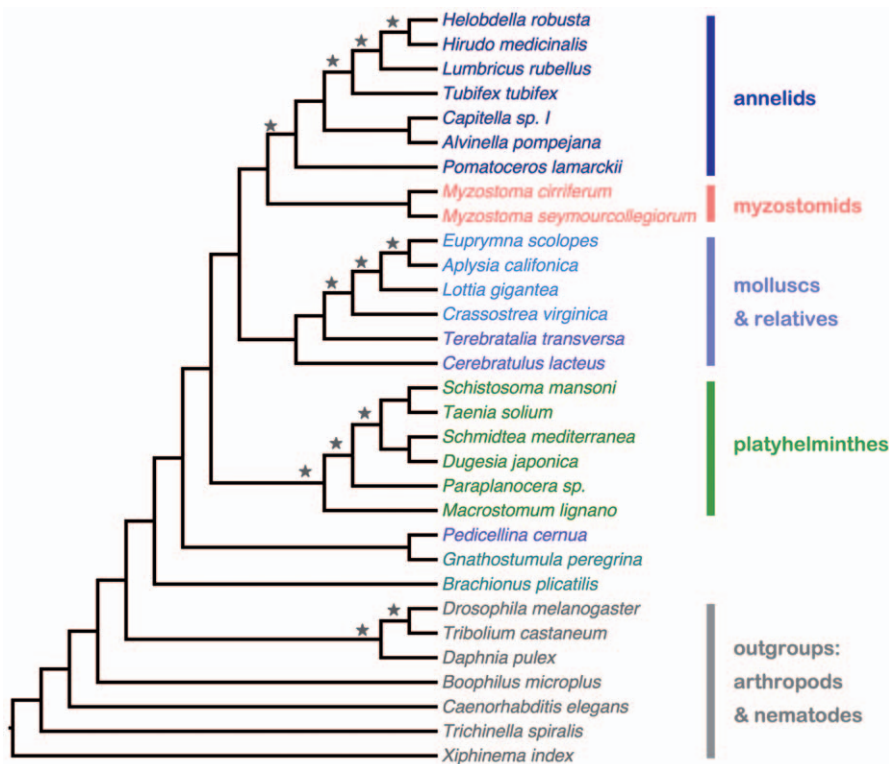 Helobdella robusta
Hirudo medicinalis
Lumbricus rubellus
Tubifex tubifex
Capitella sp. I
Alvinella pompejana
Pomatoceros lamarckii
annelids
Myzostoma cirriferum
Myzostoma seymourcollegiorum
myzostomids
Euprymna scolopes
Aplysia califonica
Lottia gigantea
Crassostrea virginica
Terebratalia transversa
Cerebratulus lacteus
molluscs
& relatives
Schistosoma mansoni
Taenia solium
Schmidtea mediterranea
Dugesia japonica
Paraplanocera sp.
Macrostomum lignano
platyhelminthes
Pedicellina cernua
Gnathostumula peregrina
Brachionus plicatilis
Drosophila melanogaster
Tribolium castaneum
Daphnia pulex
Boophilus microplus
Caenorhabditis elegans
Trichinella spiralis
Xiphinema index
outgroups:
arthropods
& nematodes